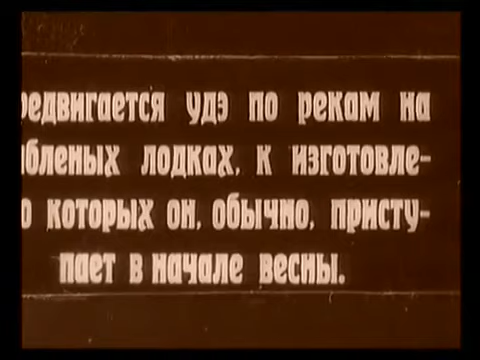 редвигается удэ по рекам на
бленых лодках, к изготовле-
ю которых он, обычно, присту-
пает в начале весны.